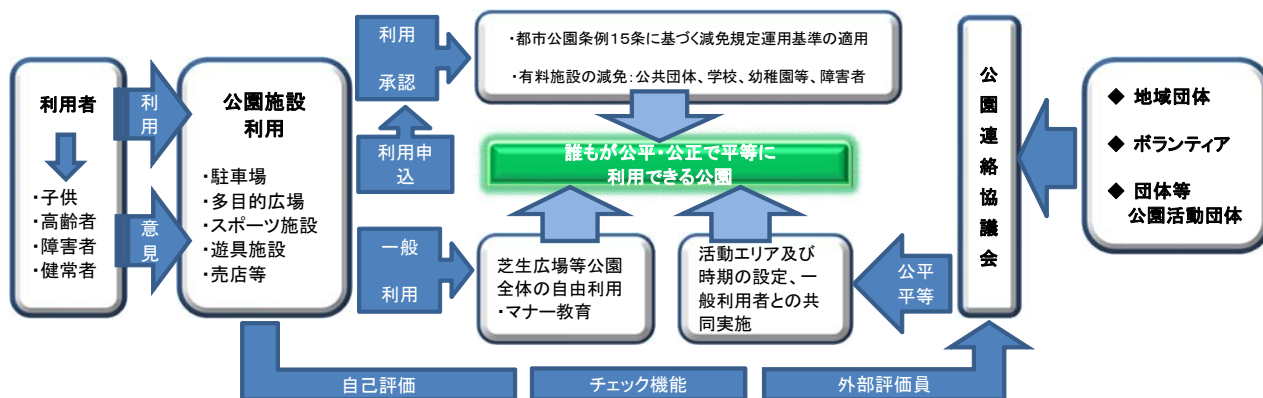 利用者
・子供
・高齢者
・障害者
・健常者
利
用
意
見
公園施設
利用
・駐車場
・多目的広場
・スポーツ施設
・遊具施設
・売店等
利用
承認
利用申
込
一般
利用
・都市公園条例15条に基づく減免規定運用基準の適用
・有料施設の減免：公共団体、学校、幼稚園等、障害者
誰もが公平・公正で平等に
利用できる公園
芝生広場等公園
全体の自由利用
・マナー教育
活動エリア及び
時期の設定、一
般利用者との共
同実施
公平
平等
公
園
連
絡
協
議
会
◆ 地域団体
◆ ボランティア
◆ 団体等
公園活動団体
自己評価
チェック機能
外部評価員